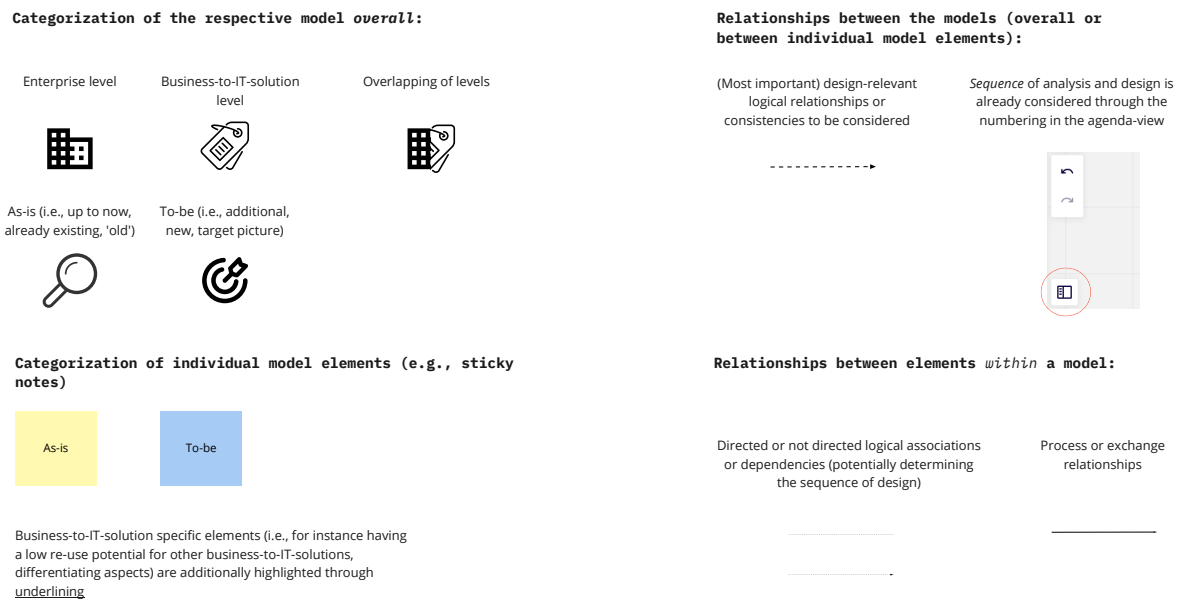 Categorization of the respective model overall:
Enterprise level
Business-to-IT-solution
level
Overlapping of levels
As-is (i.e., up to now,
already existing, 'old')
To-be (i.e., additional,
new, target picture)
Relationships between the models (overall or
between individual model elements):
(Most important) design-relevant
logical relationships or
consistencies to be considered
Sequence of analysis and design is
already considered through the
numbering in the agenda-view
Categorization of individual model elements (e.g., sticky
notes)
As-is
To-be
Business-to-IT-solution specific elements (i.e., for instance having
a low re-use potential for other business-to-IT-solutions,
differentiating aspects) are additionally highlighted through
underlining
Relationships between elements within a model:
Directed or not directed logical associations
or dependencies (potentially determining
the sequence of design)
Process or exchange
relationships